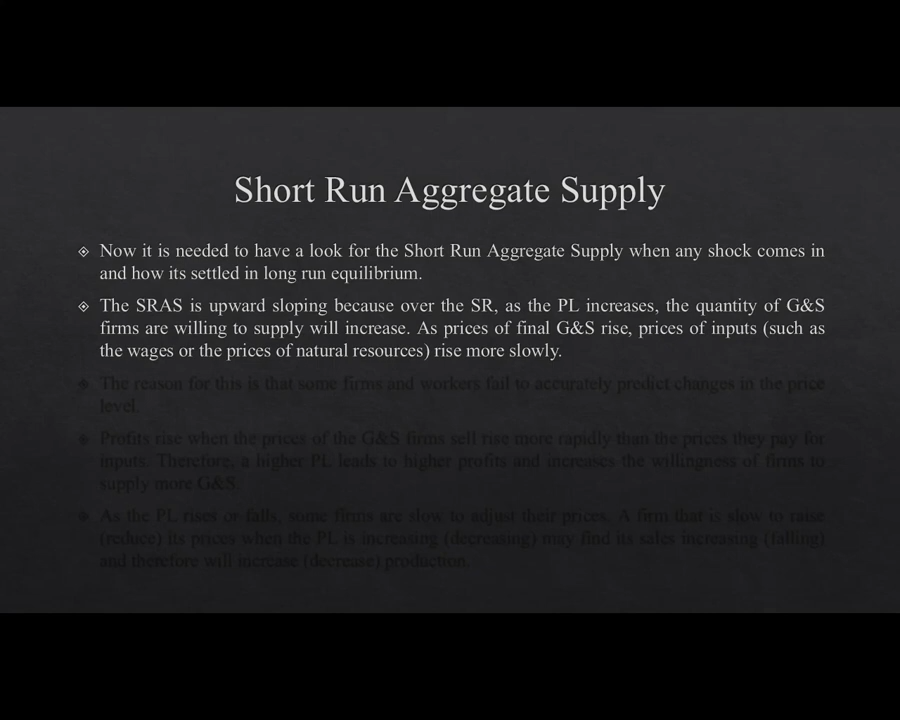 Short Run Aggregate Supply
Now it is needed to have a look for the Short Run Aggregate Supply when any shock comes in
and how its settled in long run equilibrium.
The SRAS is upward sloping because over the SR, as the PL increases, the quantity of G&S
firms are willing to supply will increase. As prices of final G&S rise, prices of inputs (such as
the wages or the prices of natural resources) rise more slowly.
The reason for this is that some firms and workers fail to accurately predict changes in the price
level.
Profits rise when the prices of the G&S firms sell rise more rapidly than the prices they pay for
inputs. Therefore, a higher PL leads to higher profits and increases the willingness of firms to
supply more G&S.
As the PL rises or falls, some firms are slow to adjust their prices. A firm that is slow to raise
(reduce) its prices when the PL is increasing (decreasing) may find its sales increasing (falling)
and therefore will increase (decrease) production.